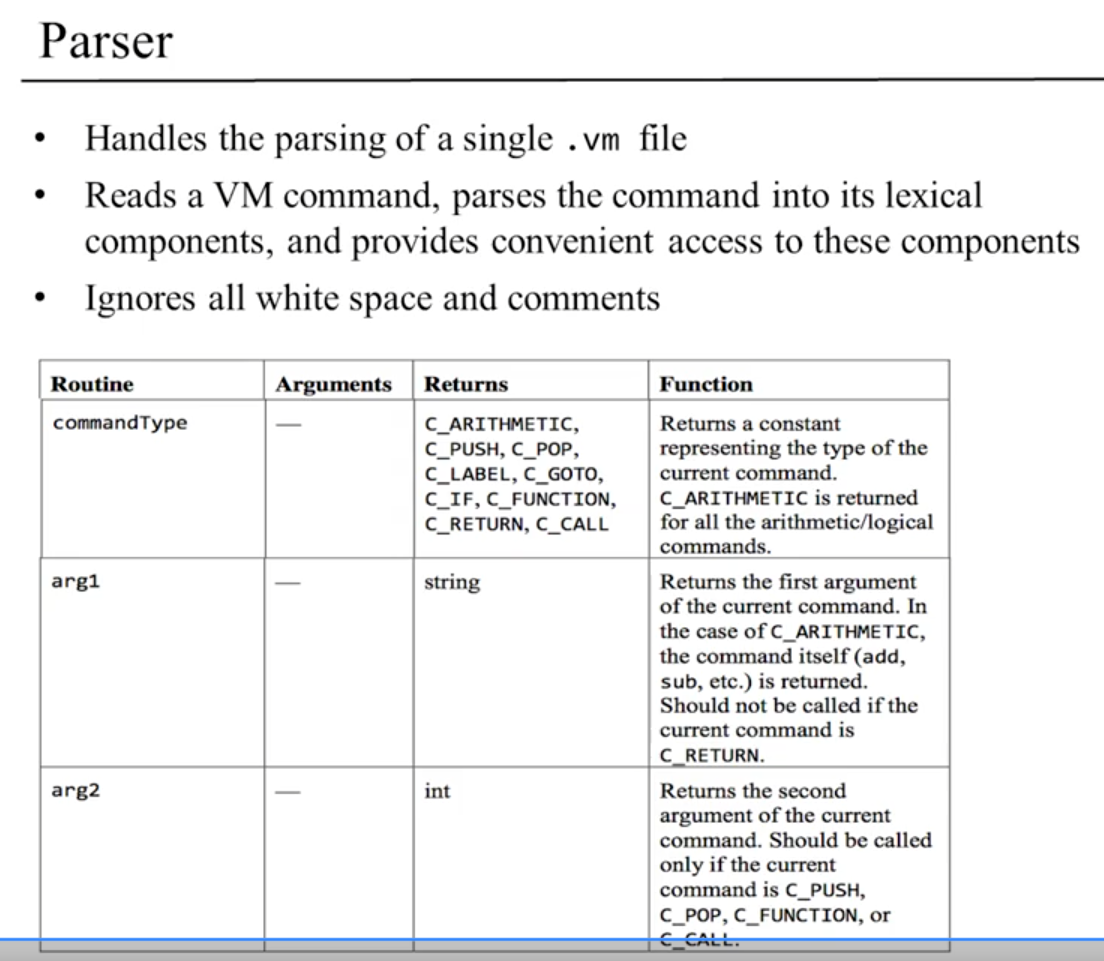 Parser
• Handles the parsing of a single .vm file
• Reads a VM command, parses the command into its lexical
components, and provides convenient access to these components
• Ignores all white space and comments
Routine Arguments Returns Function
commandType — C_ARITHMETIC, Returns a constant
C_PUSH, C_POP, representing the type of the
C_LABEL, C_GOTO, current command.
C_IF, C_FUNCTION, C_ARITHMETIC is returned
C_RETURN, C_CALL for all the arithmetic/logical
commands.
arg1 — string Returns the first argument
of the current command. In
the case of C_ARITHMETIC,
the command itself (add,
sub, etc.) is returned.
Should not be called if the
current command is
C_RETURN.
arg2 — int Returns the second
argument of the current
command. Should be called
only if the current
command is C_PUSH,
C_POP, C_FUNCTION, or
C_CALL.